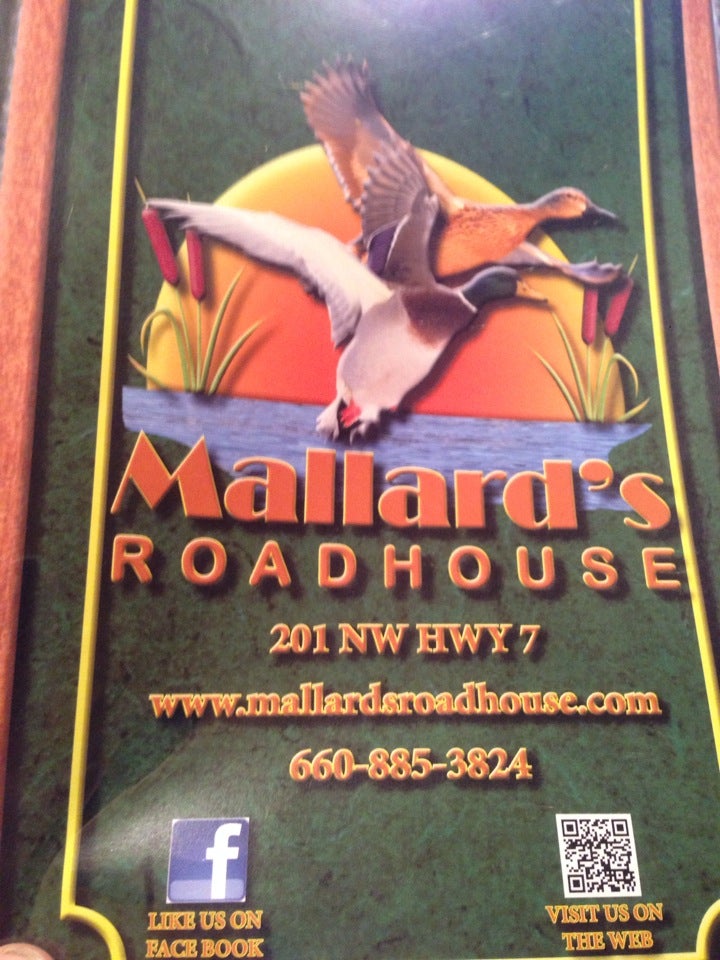 Mallard's
ROADHOUSE
201 NW HWY 7
www.mallardsroadhouse.com
660-885-3824
f
LIKE US ON
FACE BOOK
VISIT US ON
THE WEB